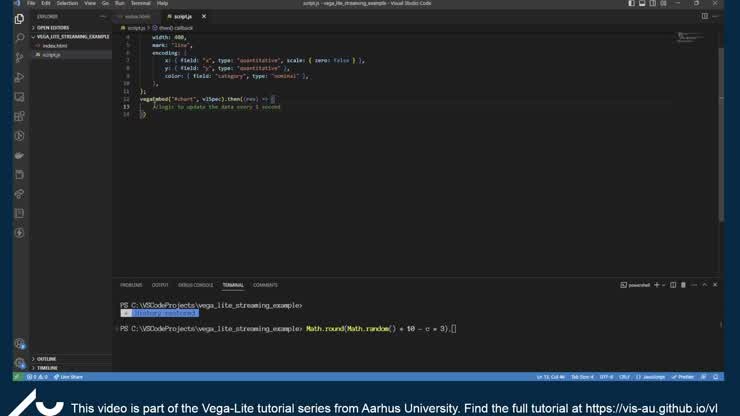 File Edit Selection View Go Run Terminal Help
script.js - vega_lite_streaming_example - Visual Studio Code
EXPLORER
index.html
script.js
OPEN EDITORS
script.js > then() callback
VEGA_LITE_STREAMING_EXAMPLE
index.html
script.js
4 width: 400,
5 mark: "line",
6 encoding: {
7 x: { field: "x", type: "quantitative", scale: { zero: false } },
8 y: { field: "y", type: "quantitative" },
9 color: { field: "category", type: "nominal" },
10 },
11 };
12 vegaEmbed("#chart", vlSpec).then((res) => {
13 //logic to update the data every 1 second
14 })
PROBLEMS OUTPUT DEBUG CONSOLE TERMINAL COMMENTS
powershell
PS C:\VSCodeProjects\vega_lite_streaming_example>
* History restored
PS C:\VSCodeProjects\vega_lite_streaming_example> Math.round(Math.random() * 10 - c * 3),
OUTLINE
TIMELINE
0 0 Live Share
Ln 13, Col 46 Tab Size: 4 UTF-8 CRLF {} JavaScript Prettier
This video is part of the Vega-Lite tutorial series from Aarhus University. Find the full tutorial at https://vis-au.github.io/vl